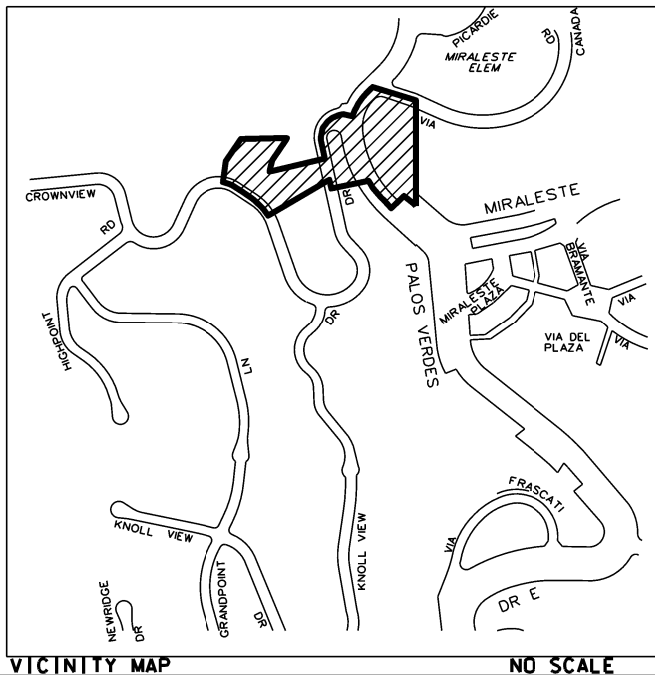 PICARDIE
RD
CANADA
MIRALESTE
ELEM
VIA
CROWNVIEW
RD
DR
MIRALESTE
PALOS VERDES
VIA
BRAMANTE
MIRALESTE
PLAZA
VIA
VIA DEL
PLAZA
VIA
HIGHPOINT
LN
DR
FRASCATI
KNOLL VIEW
KNOLL VIEW
VIA
GRANDPOINT
DR
NEWRIDGE
DR
DR E
VICINITY MAP
NO SCALE